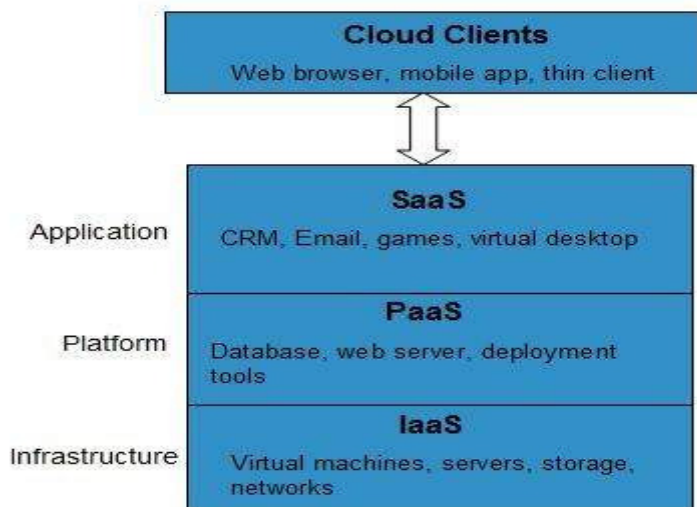 Cloud Clients
Web browser, mobile app, thin client
SaaS
Application
CRM, Email, games, virtual desktop
PaaS
Platform
Database, web server, deployment
tools
IaaS
Infrastructure
Virtual machines, servers, storage,
networks